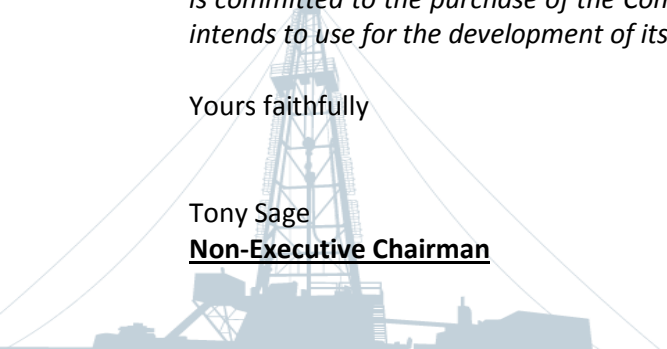 is committed to the purchase of the Com
intends to use for the development of its
Yours faithfully
Tony Sage
Non-Executive Chairman